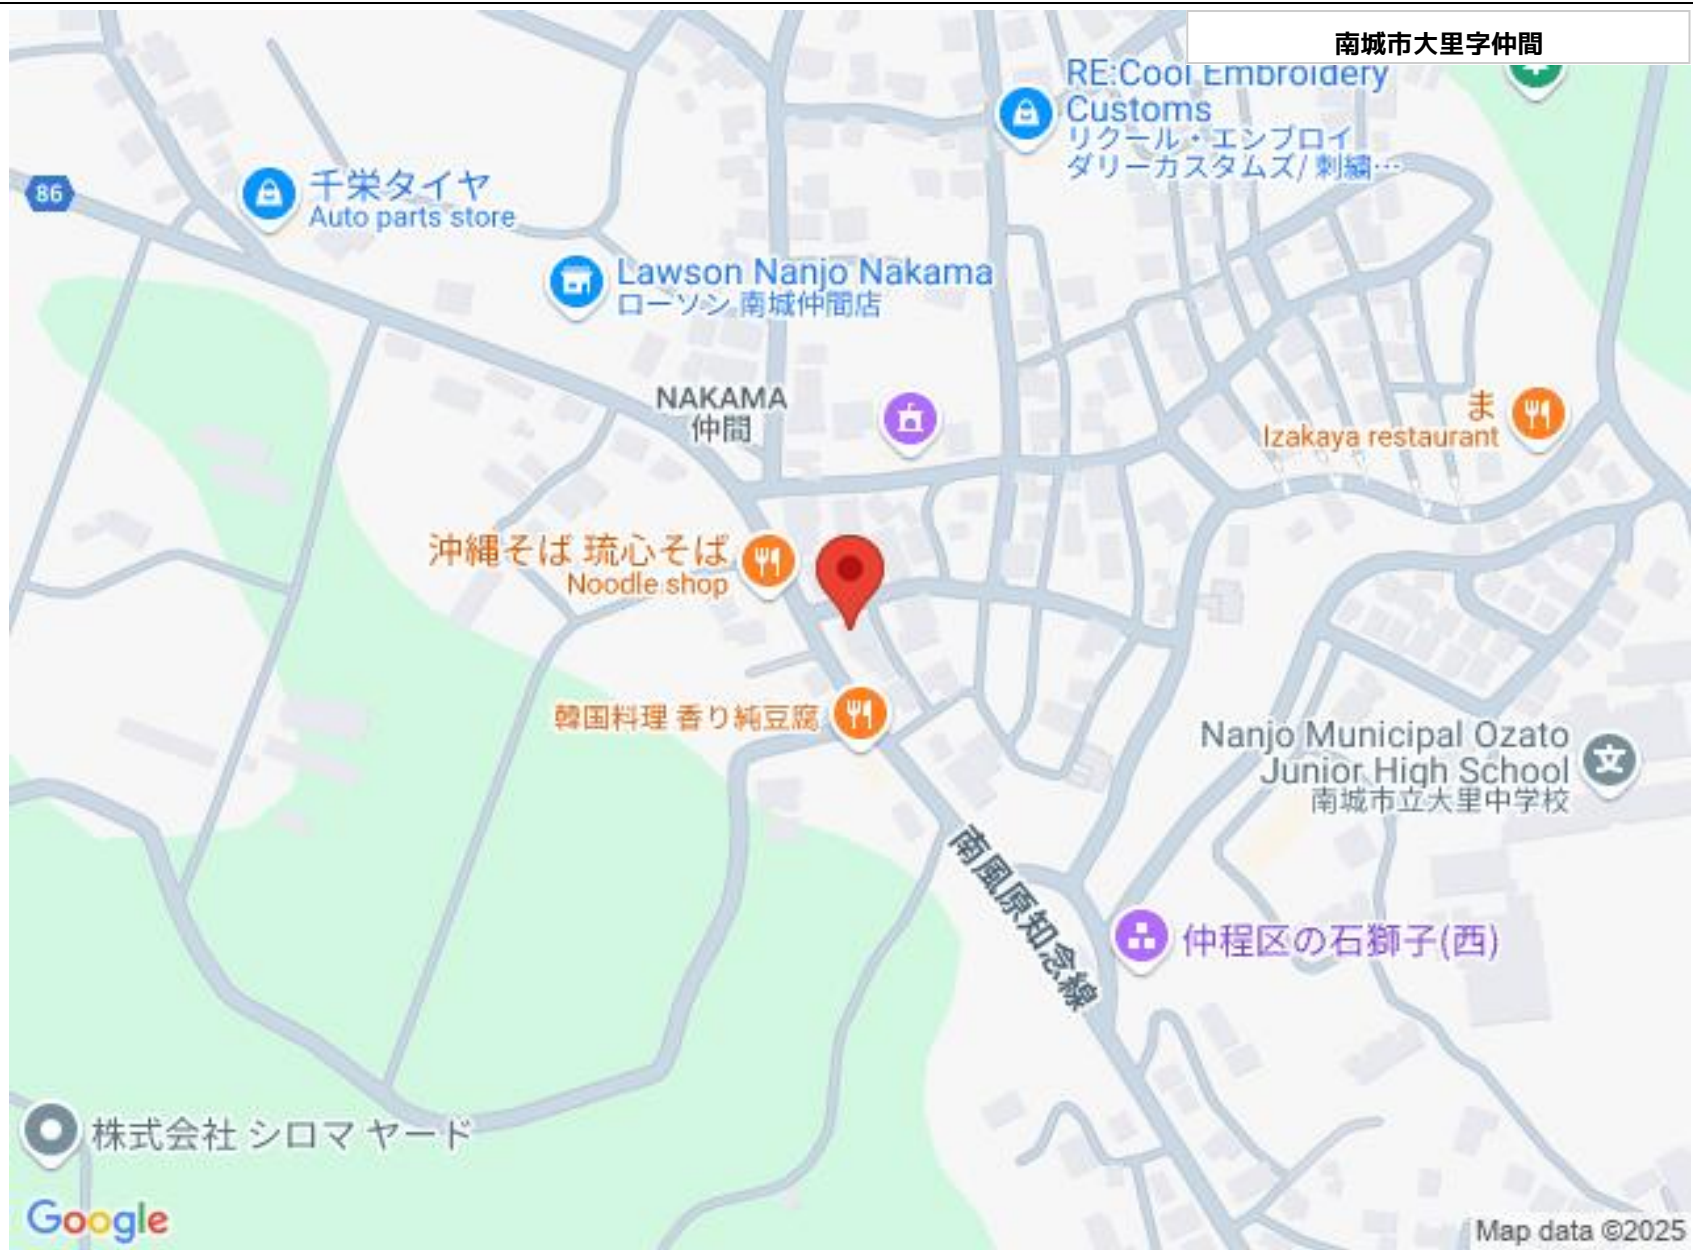 南城市大里字仲間
RE:Cool Embroidery
Customs
リクール・エンブロイ
ダリーカスタムズ/ 刺繍…
86
千栄タイヤ
Auto parts store
Lawson Nanjo Nakama
ローソン 南城仲間店
NAKAMA
仲間
ま
Izakaya restaurant
沖縄そば 琉心そば
Noodle shop
韓国料理 香り純豆腐
Nanjo Municipal Ozato
Junior High School
南城市立大里中学校
文
南風原知念線
仲程区の石獅子(西)
株式会社 シロマ ヤード
Google
Map data ©2025